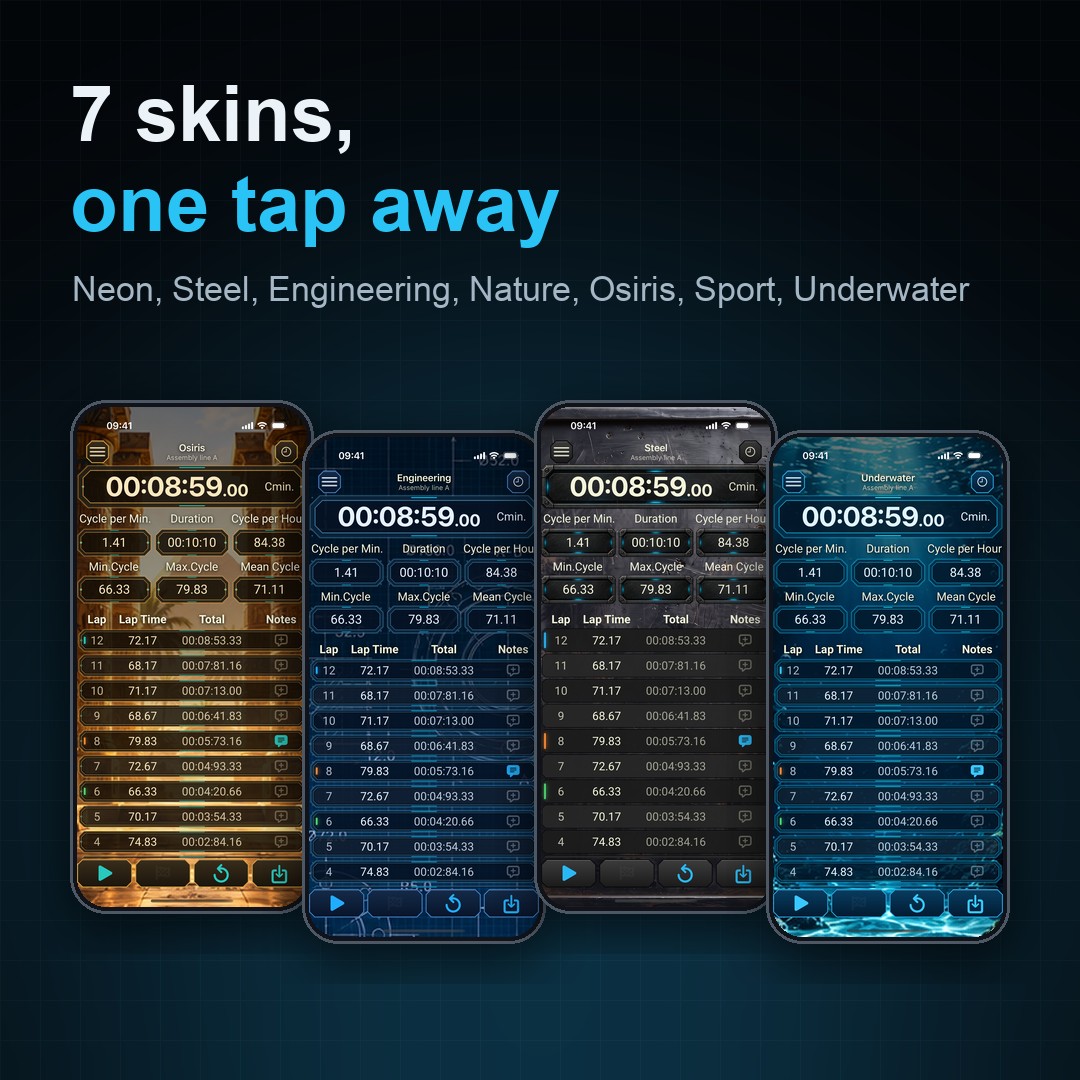 7 skins,
one tap away
Neon, Steel, Engineering, Nature, Osiris, Sport, Underwater
09:41
Osiris
Assembly line A
00:08:59.00 Cmin.
Cycle per Min. Duration Cycle per Hou
1.41 00:10:10 84.38
Min.Cycle Max.Cycle Mean Cycle
66.33 79.83 71.11
Lap Lap Time Total Notes
12 72.17 00:08:53.33
11 68.17 00:07:81.16
10 71.17 00:07:13.00
9 68.67 00:06:41.83
8 79.83 00:05:73.16
7 72.67 00:04:93.33
6 66.33 00:04:20.66
5 70.17 00:03:54.33
4 74.83 00:02:84.16
09:41
Engineering
Assembly line A
00:08:59.00 Cmin.
Cycle per Min. Duration Cycle per Hour
1.41 00:10:10 84.38
Min.Cycle Max.Cycle Mean Cycle
66.33 79.83 71.11
Lap Lap Time Total Notes
12 72.17 00:08:53.33
11 68.17 00:07:81.16
10 71.17 00:07:13.00
9 68.67 00:06:41.83
8 79.83 00:05:73.16
7 72.67 00:04:93.33
6 66.33 00:04:20.66
5 70.17 00:03:54.33
4 74.83 00:02:84.16
R5.0
09:41
Steel
Assembly line A
00:08:59.00 Cmin.
Cycle per Min. Duration Cycle per Hou
1.41 00:10:10 84.38
Min.Cycle Max.Cycle Mean Cycle
66.33 79.83 71.11
Lap Lap Time Total Notes
12 72.17 00:08:53.33
11 68.17 00:07:81.16
10 71.17 00:07:13.00
9 68.67 00:06:41.83
8 79.83 00:05:73.16
7 72.67 00:04:93.33
6 66.33 00:04:20.66
5 70.17 00:03:54.33
4 74.83 00:02:84.16
09:41
Underwater
Assembly line A
00:08:59.00 Cmin.
Cycle per Min. Duration Cycle per Hour
1.41 00:10:10 84.38
Min.Cycle Max.Cycle Mean Cycle
66.33 79.83 71.11
Lap Lap Time Total Notes
12 72.17 00:08:53.33
11 68.17 00:07:81.16
10 71.17 00:07:13.00
9 68.67 00:06:41.83
8 79.83 00:05:73.16
7 72.67 00:04:93.33
6 66.33 00:04:20.66
5 70.17 00:03:54.33
4 74.83 00:02:84.16